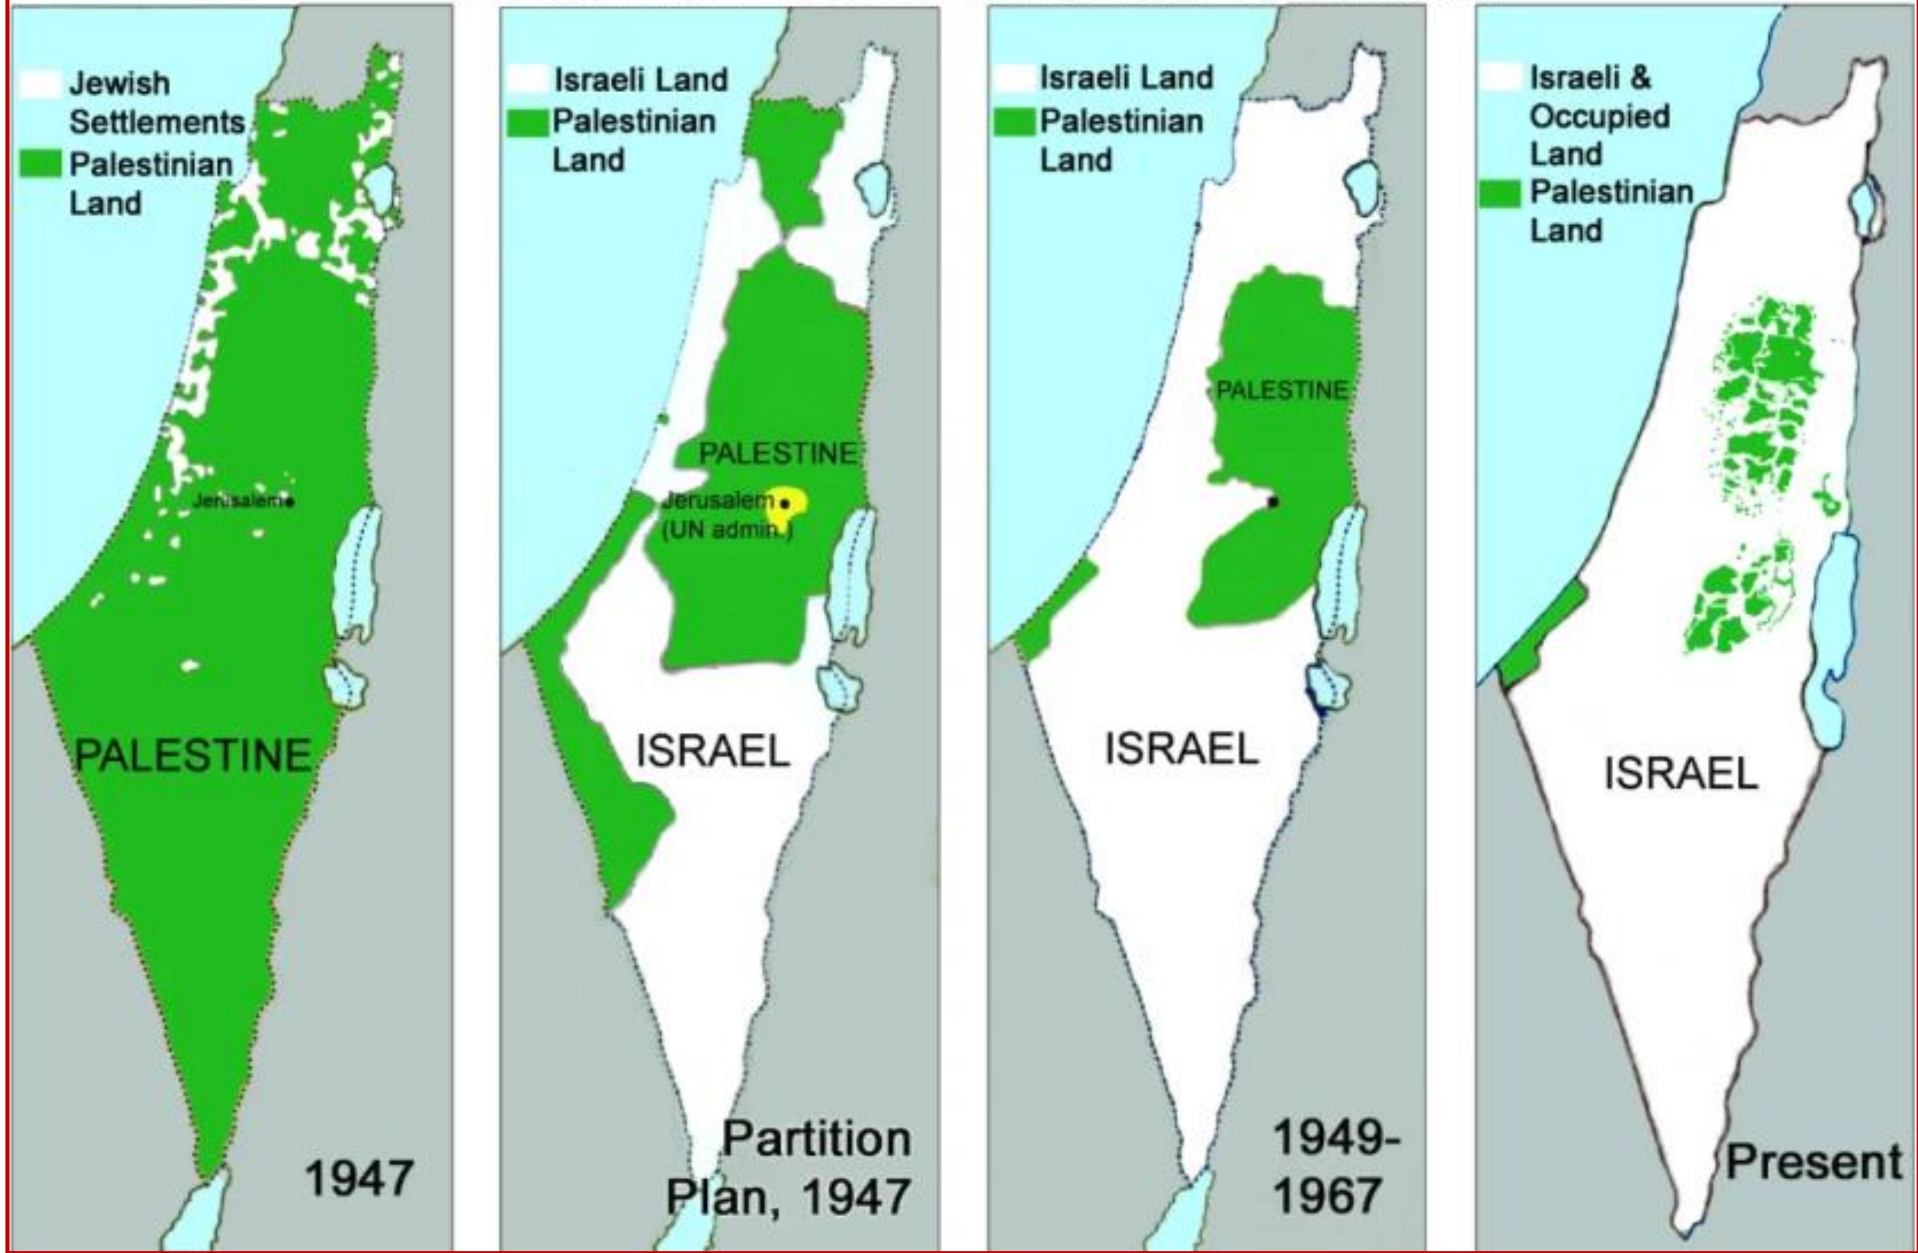 Jewish
Settlements
Palestinian
Land
Jerusalem
PALESTINE
1947
Israeli Land
Palestinian
Land
PALESTINE
Jerusalem
(UN admin.)
ISRAEL
Partition
Plan, 1947
Israeli Land
Palestinian
Land
PALESTINE
ISRAEL
1949-
1967
Israeli &
Occupied
Land
Palestinian
Land
ISRAEL
Present